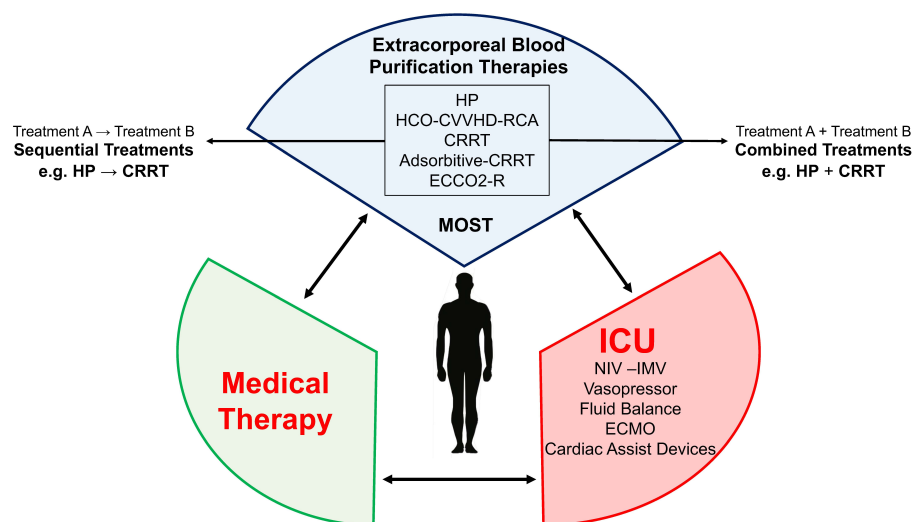 Extracorporeal Blood
Purification Therapies
HP
HCO-CVVHD-RCA
CRRT
Adsorbitive-CRRT
ECCO2-R
MOST
Treatment A → Treatment B
Sequential Treatments
e.g. HP → CRRT
Treatment A + Treatment B
Combined Treatments
e.g. HP + CRRT
Medical
Therapy
ICU
NIV –IMV
Vasopressor
Fluid Balance
ECMO
Cardiac Assist Devices